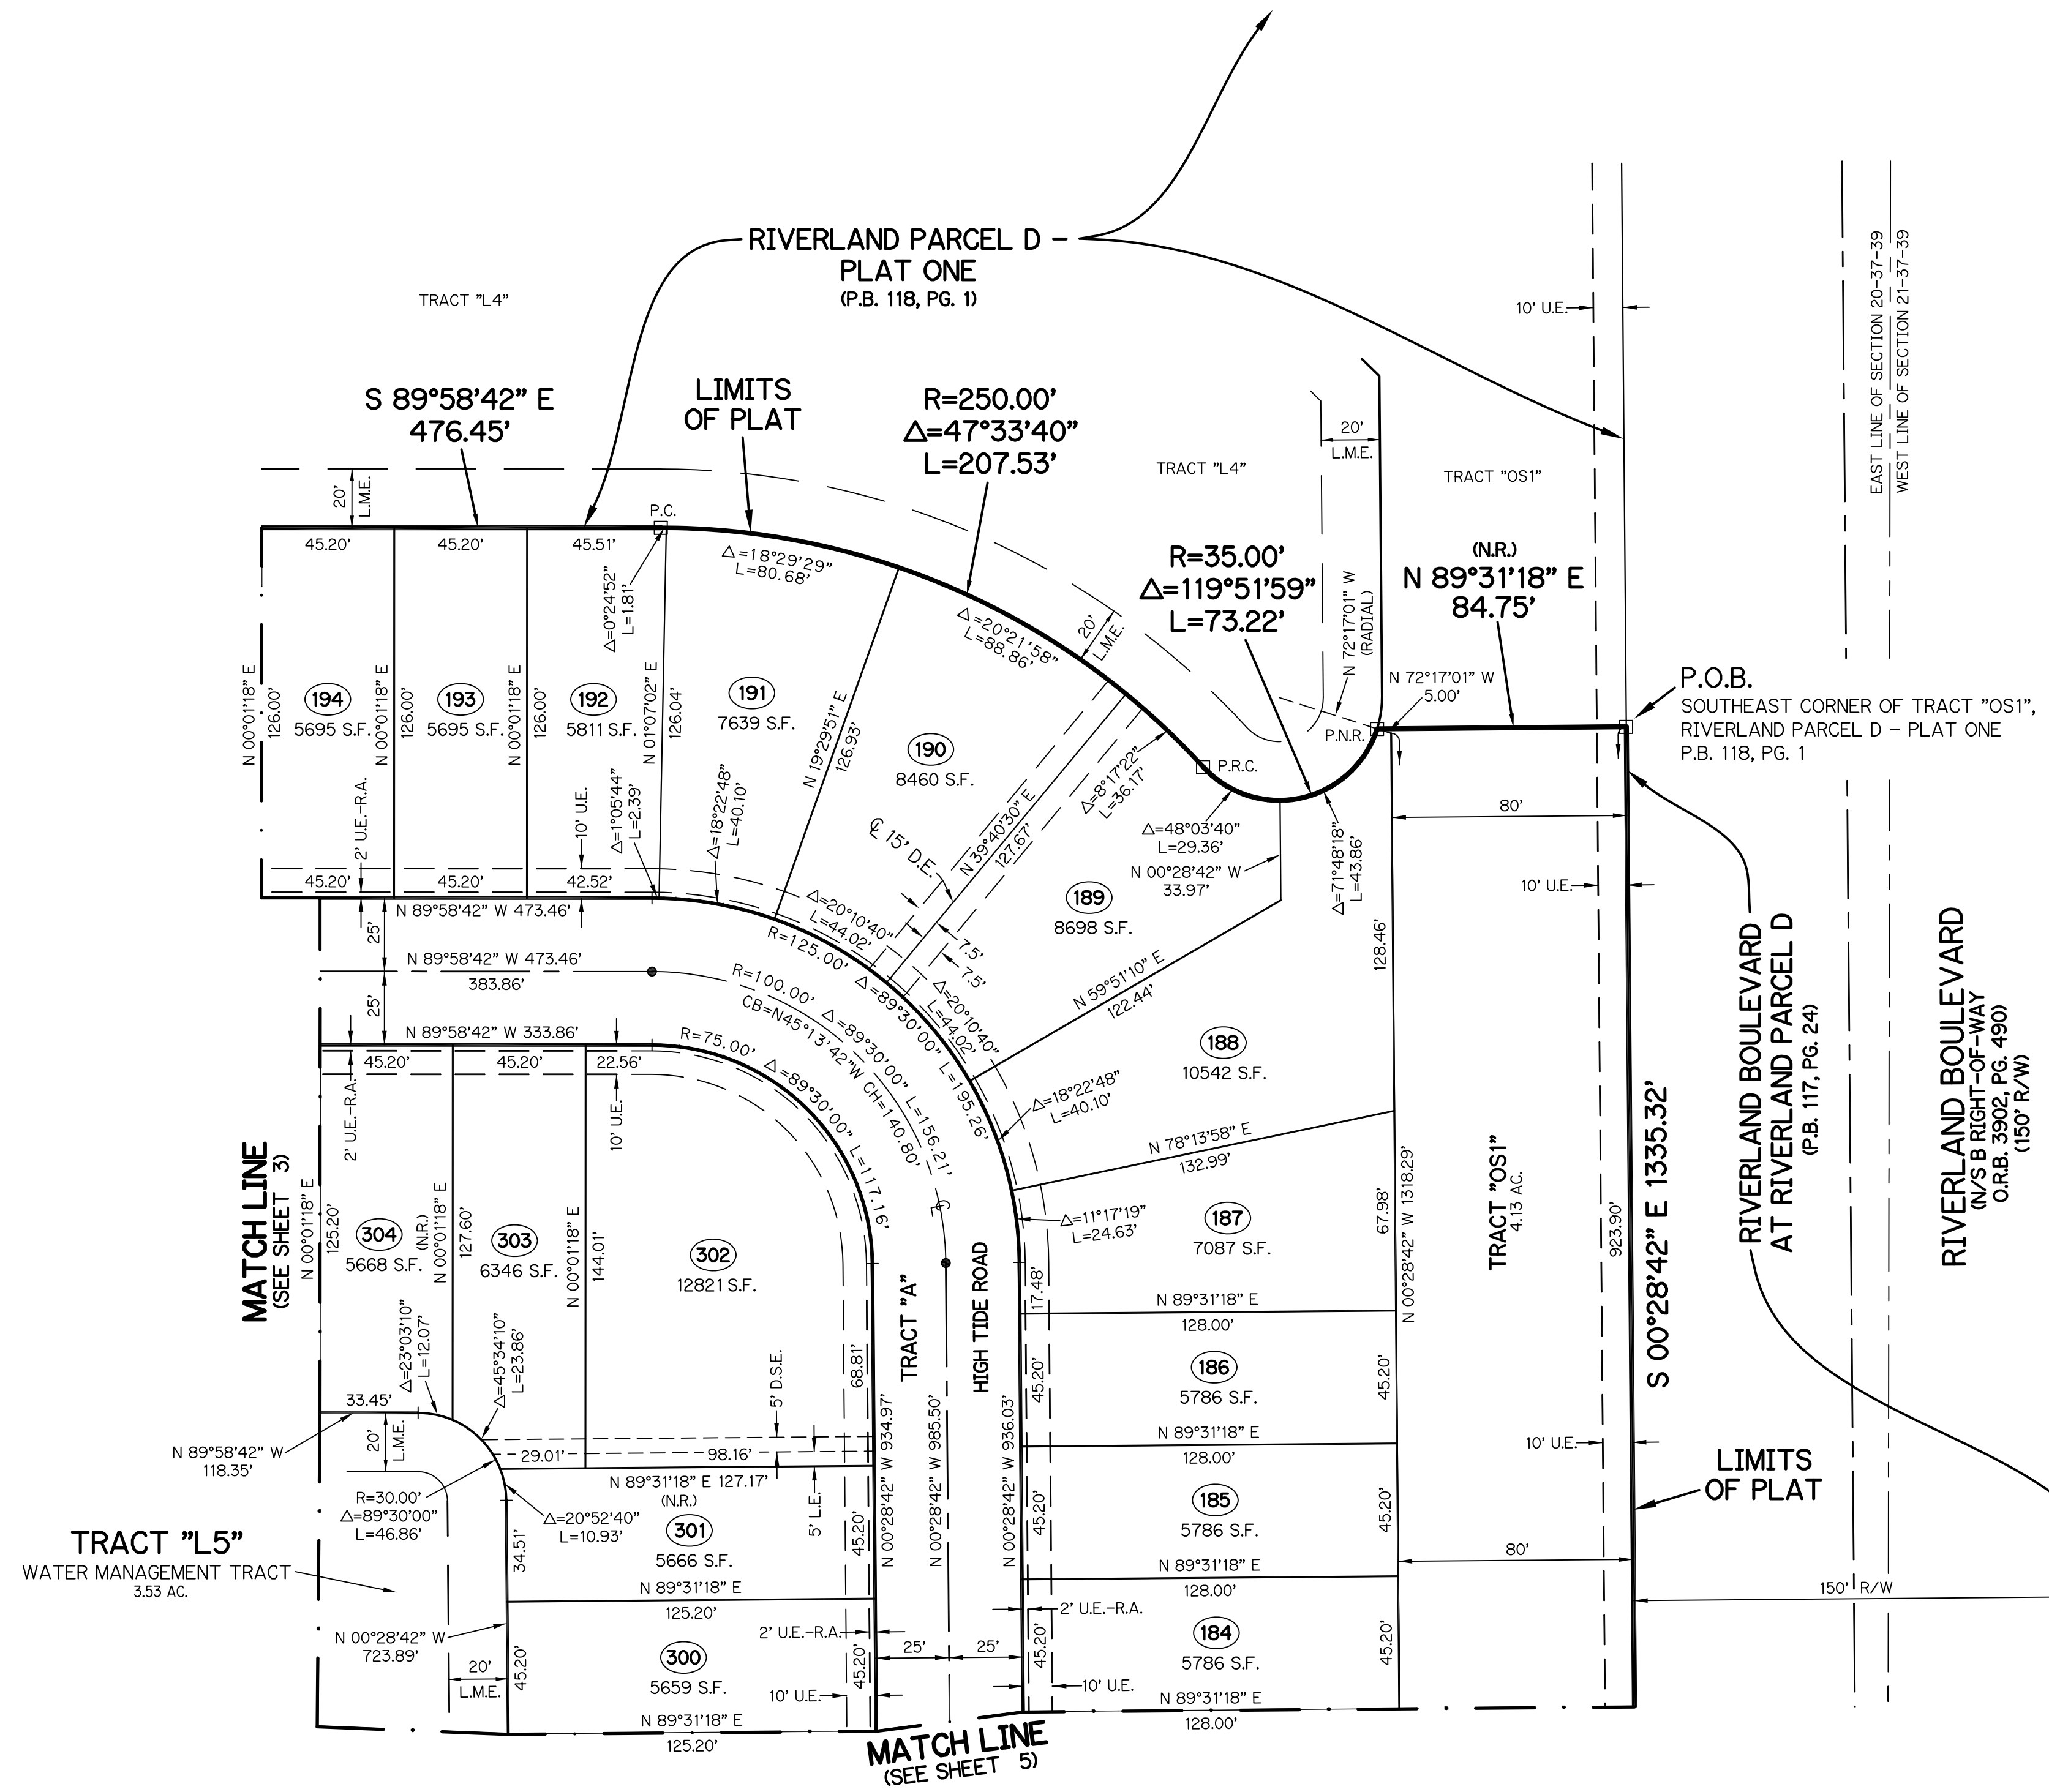 RIVERLAND PARCEL D -
PLAT ONE
(P.B. 118, PG. 1)
TRACT "L4"
10' U.E.
EAST LINE OF SECTION 20-37-39
WEST LINE OF SECTION 21-37-39
S 89°58'42" E
476.45'
LIMITS
OF PLAT
R=250.00'
Δ=47°33'40"
L=207.53'
20'
L.M.E.
TRACT "L4"
TRACT "OS1"
20'
L.M.E.
P.C.
45.20'
45.20'
45.51'
Δ=18°29'29"
L=80.68'
R=35.00'
Δ=119°51'59"
L=73.22'
(N.R.)
N 89°31'18" E
84.75'
Δ=0°24'52"
L=1.81'
Δ=20°21'58"
L=88.86'
20'
L.M.E.
N 72°17'01" W
(RADIAL)
N 72°17'01" W
5.00'
P.N.R.
P.O.B.
SOUTHEAST CORNER OF TRACT "OS1",
RIVERLAND PARCEL D - PLAT ONE
P.B. 118, PG. 1
N 00°01'18" E
126.00'
194
5695 S.F.
N 00°01'18" E
126.00'
193
5695 S.F.
N 00°01'18" E
126.00'
192
5811 S.F.
N 01°07'02" E
126.04'
191
7639 S.F.
N 19°29'51" E
126.93'
190
8460 S.F.
P.R.C.
Δ=8°17'22"
L=36.17'
80'
2' U.E.-R.A.
10' U.E.
Δ=1°05'44"
L=2.39'
Δ=18°22'48"
L=40.10'
℄ 15' D.E.
N 39°40'30" E
127.67'
Δ=48°03'40"
L=29.36'
N 00°28'42" W
33.97'
Δ=71°48'18"
L=43.86'
10' U.E.
45.20'
45.20'
42.52'
N 89°58'42" W 473.46'
Δ=20°10'40"
L=44.02'
189
8698 S.F.
7.5'
7.5'
25'
N 89°58'42" W 473.46'
383.86'
25'
R=125.00' Δ=89°30'00" L=195.26'
R=100.00' Δ=89°30'00" L=156.21'
CB=N45°13'42"W CH=140.80'
Δ=20°10'40"
L=44.02'
N 59°51'10" E
122.44'
128.46'
RIVERLAND BOULEVARD
AT RIVERLAND PARCEL D
(P.B. 117, PG. 24)
RIVERLAND BOULEVARD
(N/S B RIGHT-OF-WAY
O.R.B. 3902, PG. 490)
(150' R/W)
N 89°58'42" W 333.86'
R=75.00' Δ=89°30'00" L=117.16'
45.20'
45.20'
22.56'
2' U.E.-R.A.
10' U.E.
188
10542 S.F.
Δ=18°22'48"
L=40.10'
N 78°13'58" E
132.99'
S 00°28'42" E 1335.32'
MATCH LINE
(SEE SHEET 3)
N 00°01'18" E
125.20'
304
5668 S.F.
(N.R.)
N 00°01'18" E
127.60'
303
6346 S.F.
N 00°01'18" E
144.01'
302
12821 S.F.
℄
Δ=11°17'19"
L=24.63'
187
7087 S.F.
67.98'
N 00°28'42" W 1318.29'
TRACT "OS1"
4.13 AC.
923.90'
TRACT "A"
HIGH TIDE ROAD
17.48'
N 89°31'18" E
128.00'
Δ=23°03'10"
L=12.07'
Δ=45°34'10"
L=23.86'
5' D.S.E.
68.81'
186
5786 S.F.
45.20'
45.20'
33.45'
20'
L.M.E.
N 89°58'42" W
118.35'
29.01'
98.16'
N 89°31'18" E 127.17'
(N.R.)
5' L.E.
N 00°28'42" W 934.97'
N 00°28'42" W 985.50'
N 00°28'42" W 936.03'
N 89°31'18" E
128.00'
10' U.E.
LIMITS
OF PLAT
R=30.00'
Δ=89°30'00"
L=46.86'
Δ=20°52'40"
L=10.93'
301
5666 S.F.
34.51'
45.20'
45.20'
185
5786 S.F.
45.20'
80'
TRACT "L5"
WATER MANAGEMENT TRACT
3.53 AC.
N 89°31'18" E
125.20'
N 89°31'18" E
128.00'
150' R/W
N 00°28'42" W
723.89'
2' U.E.-R.A.
2' U.E.-R.A.
20'
L.M.E.
45.20'
300
5659 S.F.
45.20'
25'
25'
45.20'
184
5786 S.F.
45.20'
10' U.E.
10' U.E.
N 89°31'18" E
125.20'
N 89°31'18" E
128.00'
MATCH LINE
(SEE SHEET 5)